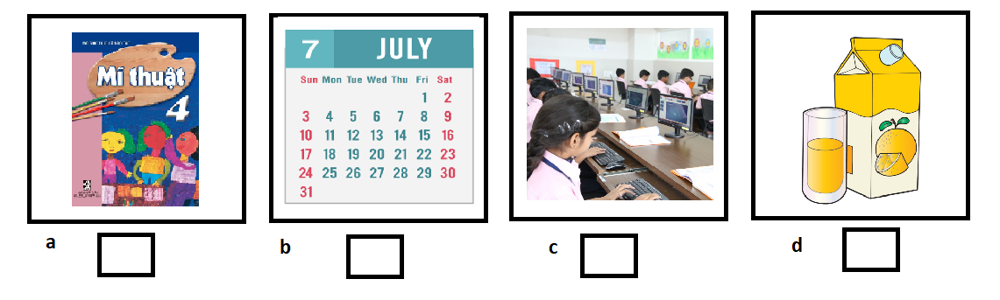 Mĩ thuật
4
7 JULY
Sun Mon Tue Wed Thu Fri Sat
1 2
3 4 5 6 7 8 9
10 11 12 13 14 15 16
17 18 19 20 21 22 23
24 25 26 27 28 29 30
31
a b c d